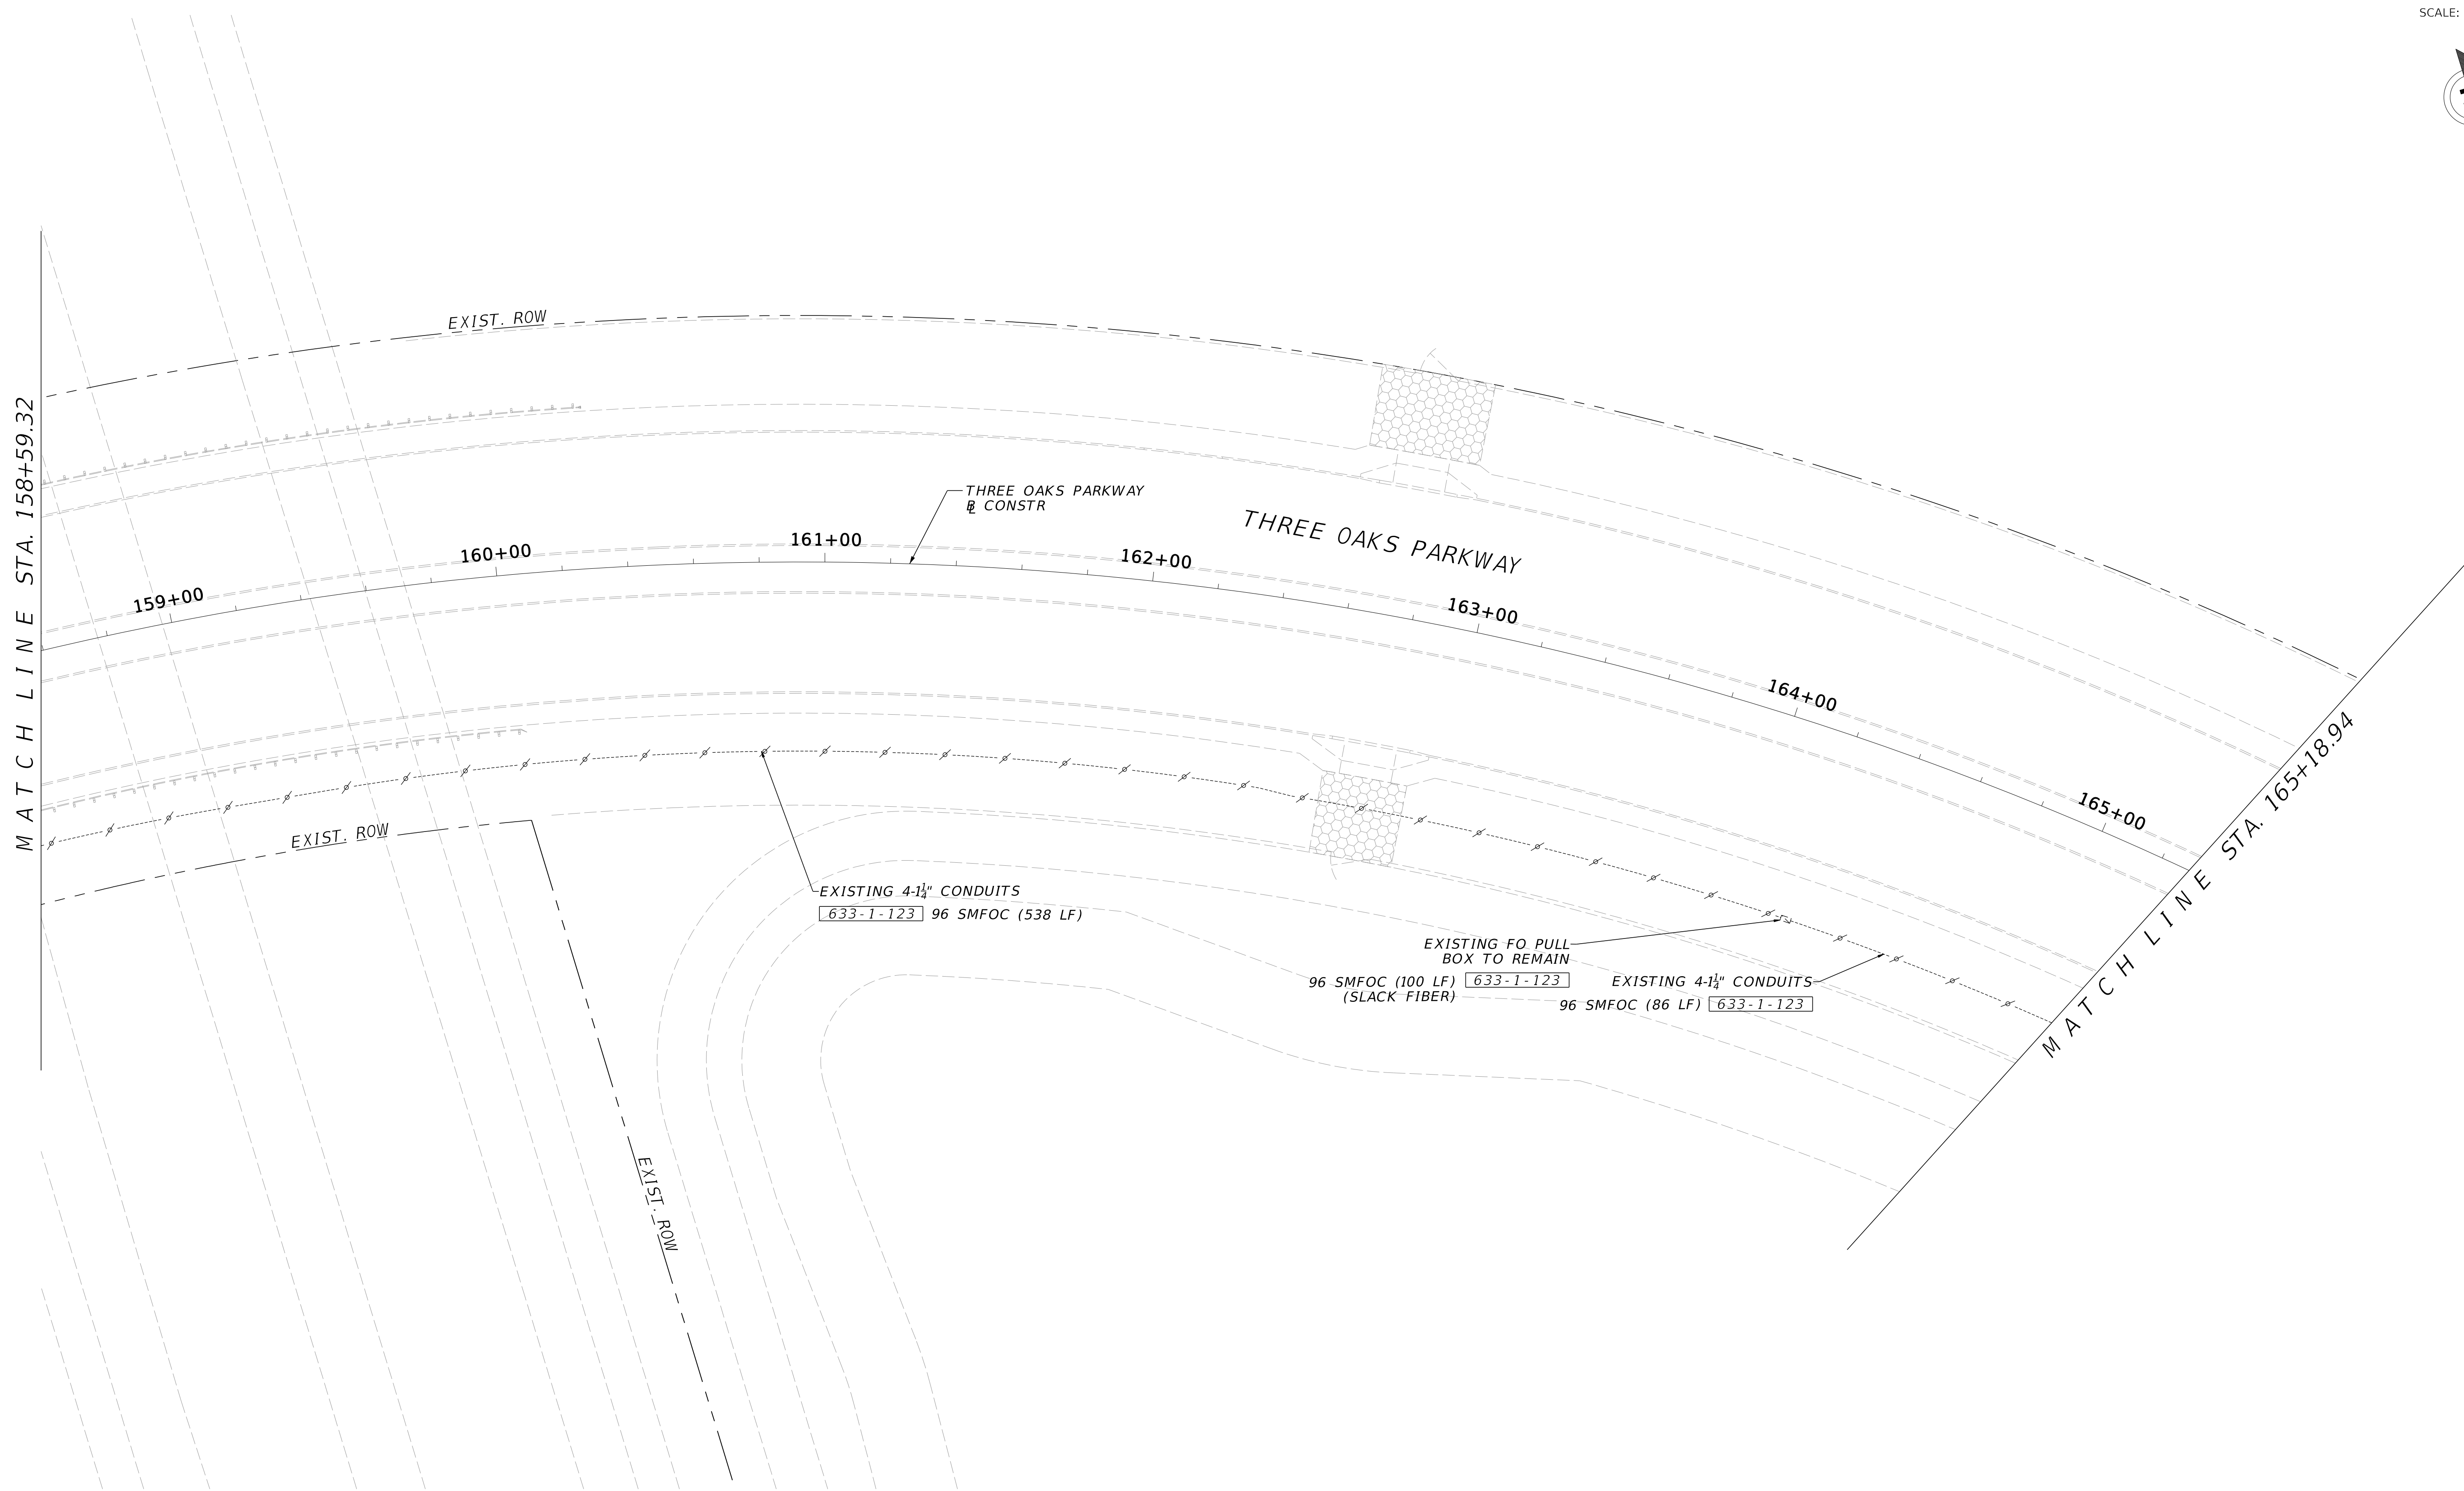 SCALE:
MATCH LINE STA. 158+59.32
EXIST. ROW
THREE OAKS PARKWAY
℄ CONSTR
THREE OAKS PARKWAY
159+00
160+00
161+00
162+00
163+00
164+00
165+00
MATCH LINE STA. 165+18.94
EXIST. ROW
EXISTING 4-1¼" CONDUITS
633-1-123 96 SMFOC (538 LF)
EXISTING FO PULL
BOX TO REMAIN
96 SMFOC (100 LF) 633-1-123
(SLACK FIBER)
EXISTING 4-1¼" CONDUITS
96 SMFOC (86 LF) 633-1-123
EXIST. ROW